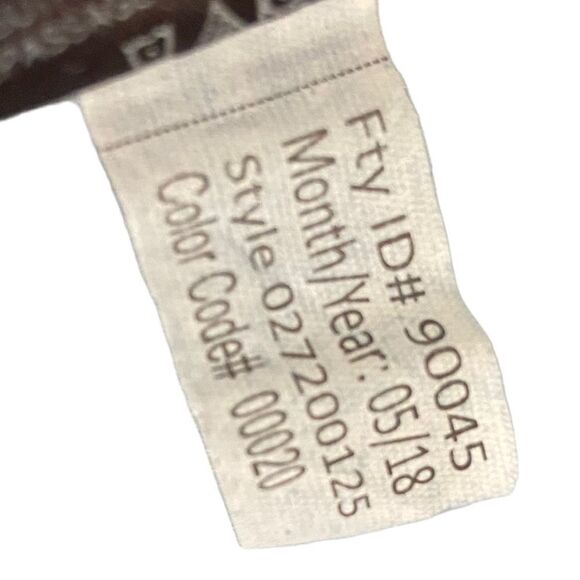 Fty ID# 90045
Month/Year: 05/18
Style 027200125
Color Code# 00020